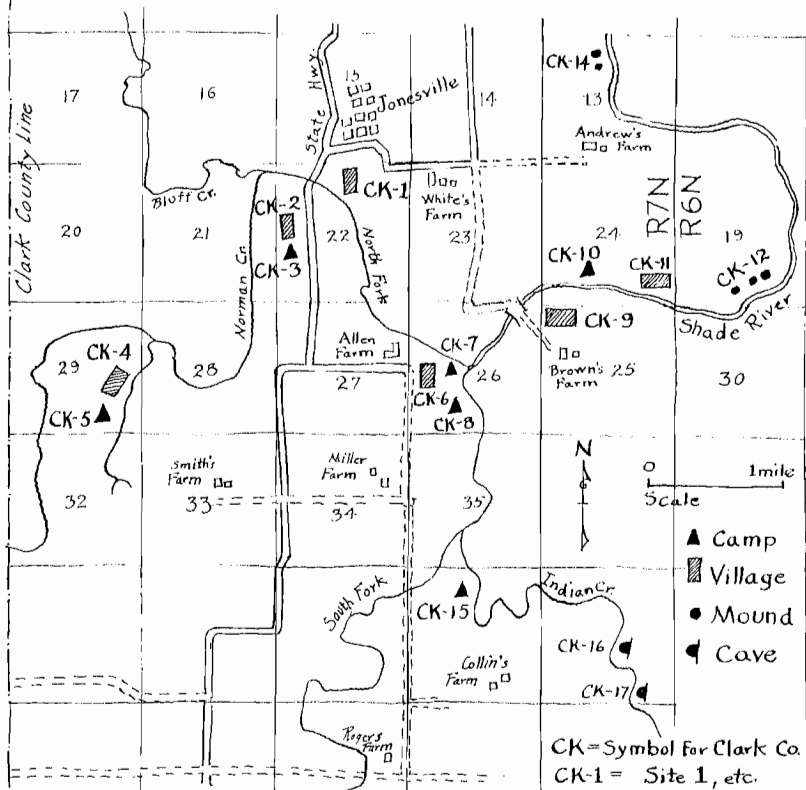 Clark County Line
17
16
State Hwy.
15
Jonesville
14
CK-14
13
Andrew's
Farm
Bluff Cr.
CK-2
CK-1
White's
Farm
R7N
R6N
20
21
22
23
24
19
CK-3
North
Fork
CK-10
CK-11
CK-12
Norman Cr.
Shade River
CK-9
Allen
Farm
CK-7
29
CK-4
28
27
26
Brown's
Farm
25
30
CK-5
CK-6
CK-8
Smith's
Farm
Miller
Farm
N
0
1mile
Scale
32
33
34
35
Camp
Village
Mound
Cave
South Fork
CK-15
Indian Cr.
CK-16
Collin's
Farm
CK-17
Rogers
Farm
CK=Symbol For Clark Co.
CK-1 = Site 1, etc.